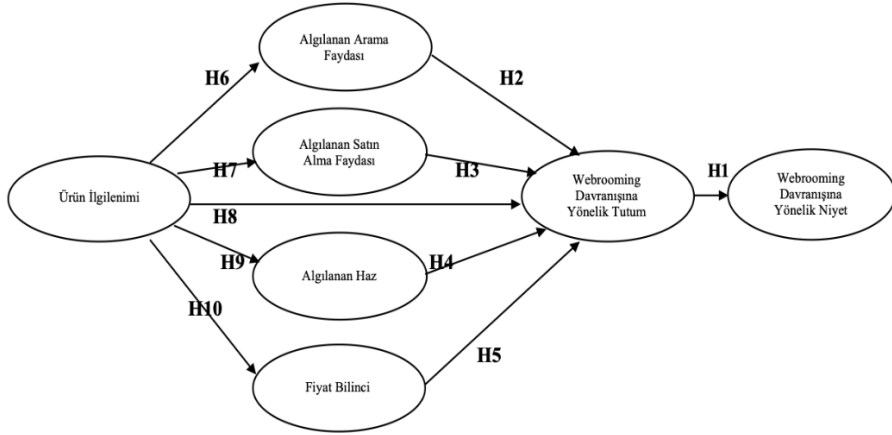 Algılanan Arama
Faydası
H6
H2
Algılanan Satın
Alma Faydası
H7
H3
Ürün İlgilenimi
H8
Webrooming
Davranışına
Yönelik Tutum
H1
Webrooming
Davranışına
Yönelik Niyet
H9
Algılanan Haz
H4
H10
H5
Fiyat Bilinci